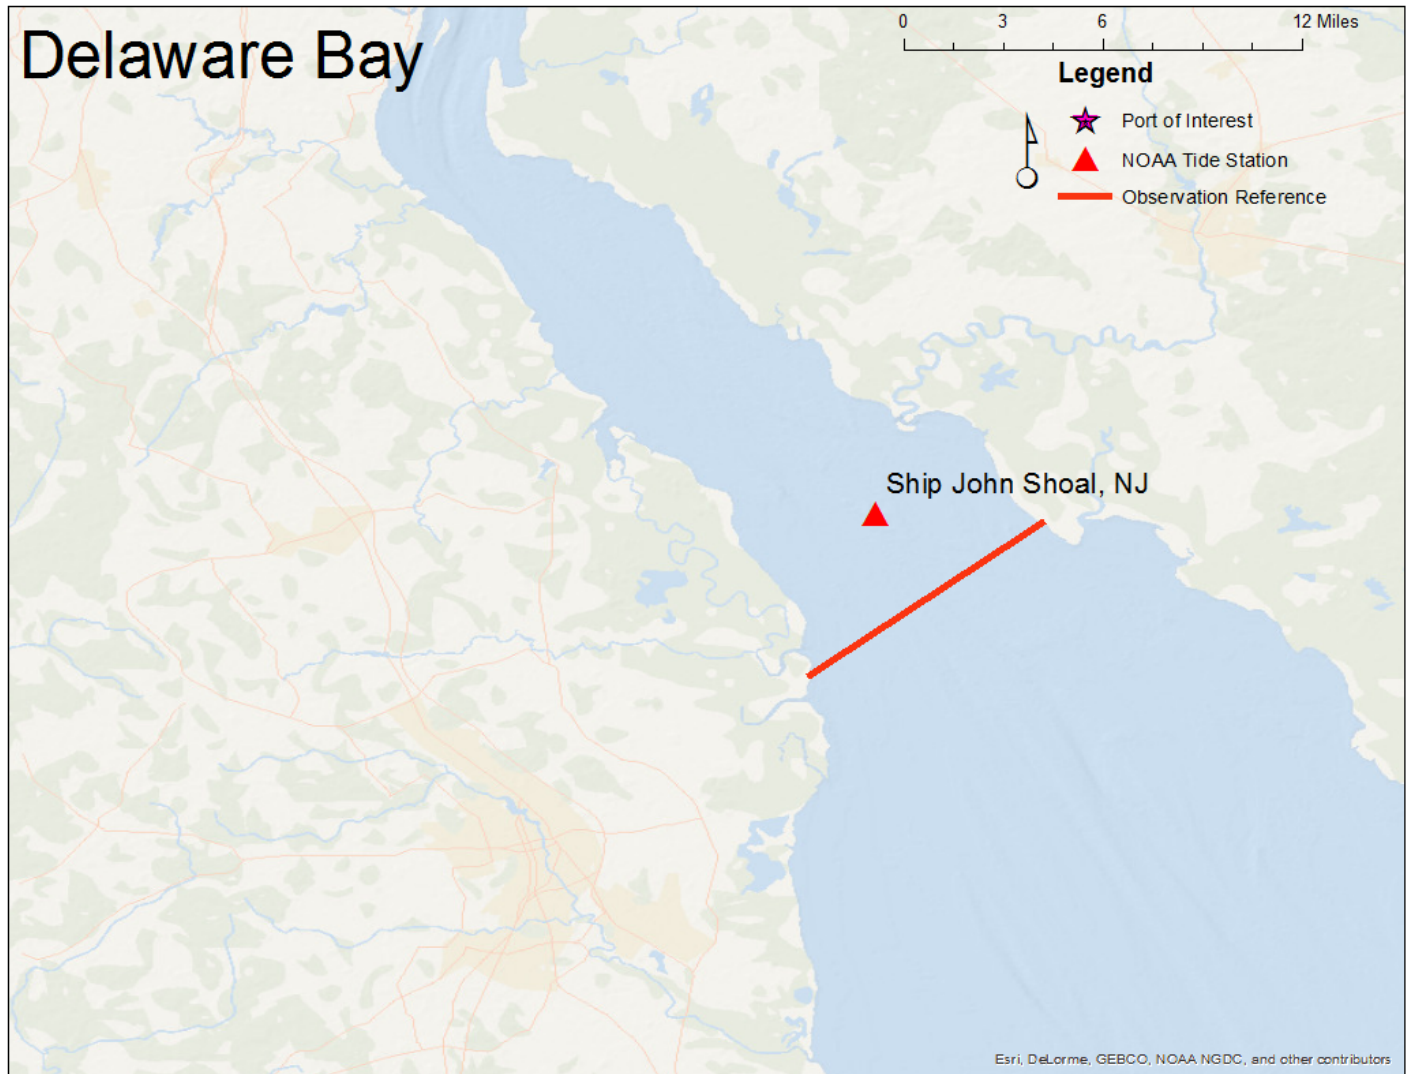 Delaware Bay
0 3 6 12 Miles
Legend
Port of Interest
NOAA Tide Station
Observation Reference
Ship John Shoal, NJ
Esri, DeLorme, GEBCO, NOAA NGDC, and other contributors